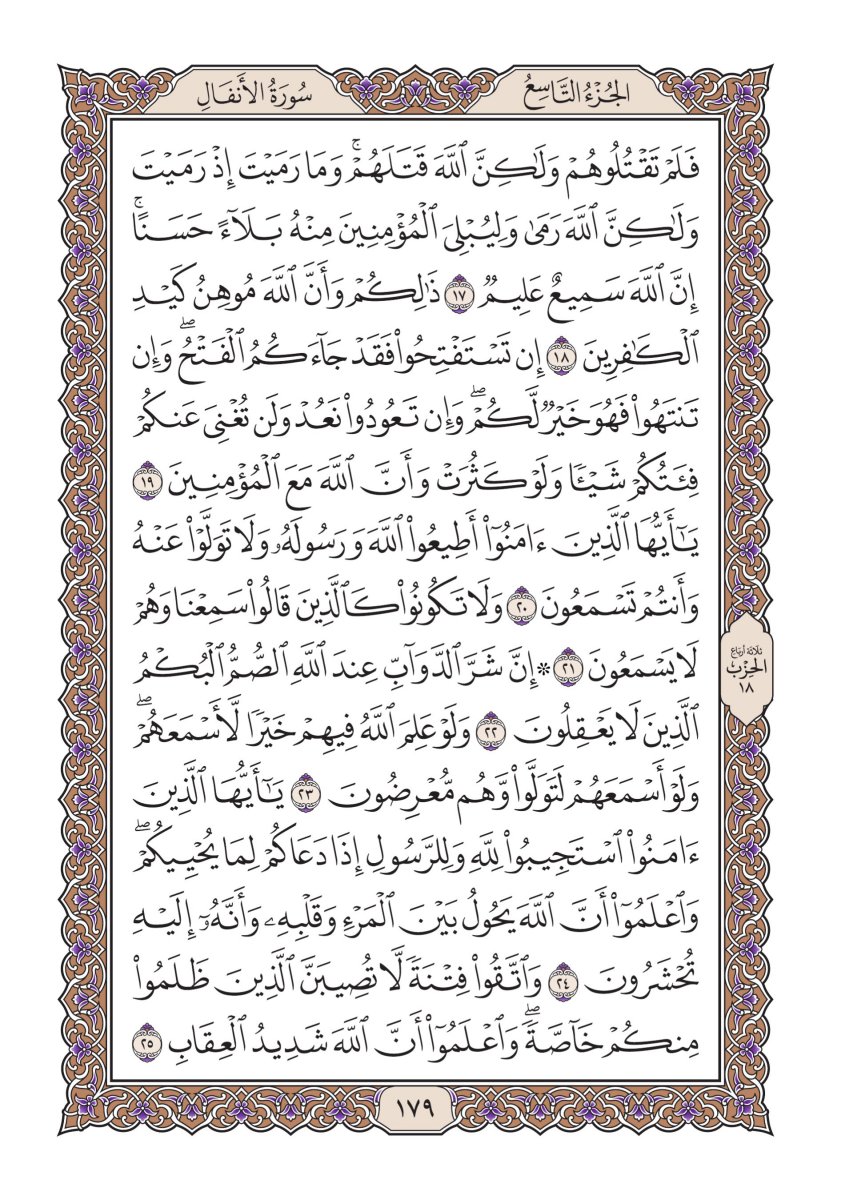 الجُزْءُ التَّاسِعُ
سُورَةُ الأَنفَالِ
فَلَمۡ تَقۡتُلُوهُمۡ وَلَٰكِنَّ ٱللَّهَ قَتَلَهُمۡۚ وَمَا رَمَيۡتَ إِذۡ رَمَيۡتَ
وَلَٰكِنَّ ٱللَّهَ رَمَىٰ وَلِيُبۡلِيَ ٱلۡمُؤۡمِنِينَ مِنۡهُ بَلَآءً حَسَنًاۚ
إِنَّ ٱللَّهَ سَمِيعٌ عَلِيمٞ ١٧ ذَٰلِكُمۡ وَأَنَّ ٱللَّهَ مُوهِنُ كَيۡدِ
ٱلۡكَٰفِرِينَ ١٨ إِن تَسۡتَفۡتِحُواْ فَقَدۡ جَآءَكُمُ ٱلۡفَتۡحُۖ وَإِن
تَنتَهُواْ فَهُوَ خَيۡرٞ لَّكُمۡۖ وَإِن تَعُودُواْ نَعُدۡ وَلَن تُغۡنِيَ عَنكُمۡ
فِئَتُكُمۡ شَيۡـٔٗا وَلَوۡ كَثُرَتۡ وَأَنَّ ٱللَّهَ مَعَ ٱلۡمُؤۡمِنِينَ ١٩
يَٰٓأَيُّهَا ٱلَّذِينَ ءَامَنُوٓاْ أَطِيعُواْ ٱللَّهَ وَرَسُولَهُۥ وَلَا تَوَلَّوۡاْ عَنۡهُ
وَأَنتُمۡ تَسۡمَعُونَ ٢٠ وَلَا تَكُونُواْ كَٱلَّذِينَ قَالُواْ سَمِعۡنَا وَهُمۡ
لَا يَسۡمَعُونَ ٢١ ۞ إِنَّ شَرَّ ٱلدَّوَآبِّ عِندَ ٱللَّهِ ٱلصُّمُّ ٱلۡبُكۡمُ
ٱلَّذِينَ لَا يَعۡقِلُونَ ٢٢ وَلَوۡ عَلِمَ ٱللَّهُ فِيهِمۡ خَيۡرٗا لَّأَسۡمَعَهُمۡۖ
وَلَوۡ أَسۡمَعَهُمۡ لَتَوَلَّواْ وَّهُم مُّعۡرِضُونَ ٢٣ يَٰٓأَيُّهَا ٱلَّذِينَ
ءَامَنُواْ ٱسۡتَجِيبُواْ لِلَّهِ وَلِلرَّسُولِ إِذَا دَعَاكُمۡ لِمَا يُحۡيِيكُمۡۖ
وَٱعۡلَمُوٓاْ أَنَّ ٱللَّهَ يَحُولُ بَيۡنَ ٱلۡمَرۡءِ وَقَلۡبِهِۦ وَأَنَّهُۥٓ إِلَيۡهِ
تُحۡشَرُونَ ٢٤ وَٱتَّقُواْ فِتۡنَةٗ لَّا تُصِيبَنَّ ٱلَّذِينَ ظَلَمُواْ
مِنكُمۡ خَآصَّةٗۖ وَٱعۡلَمُوٓاْ أَنَّ ٱللَّهَ شَدِيدُ ٱلۡعِقَابِ ٢٥
ثلاثة أرباع
الحزب
١٨
١٧٩